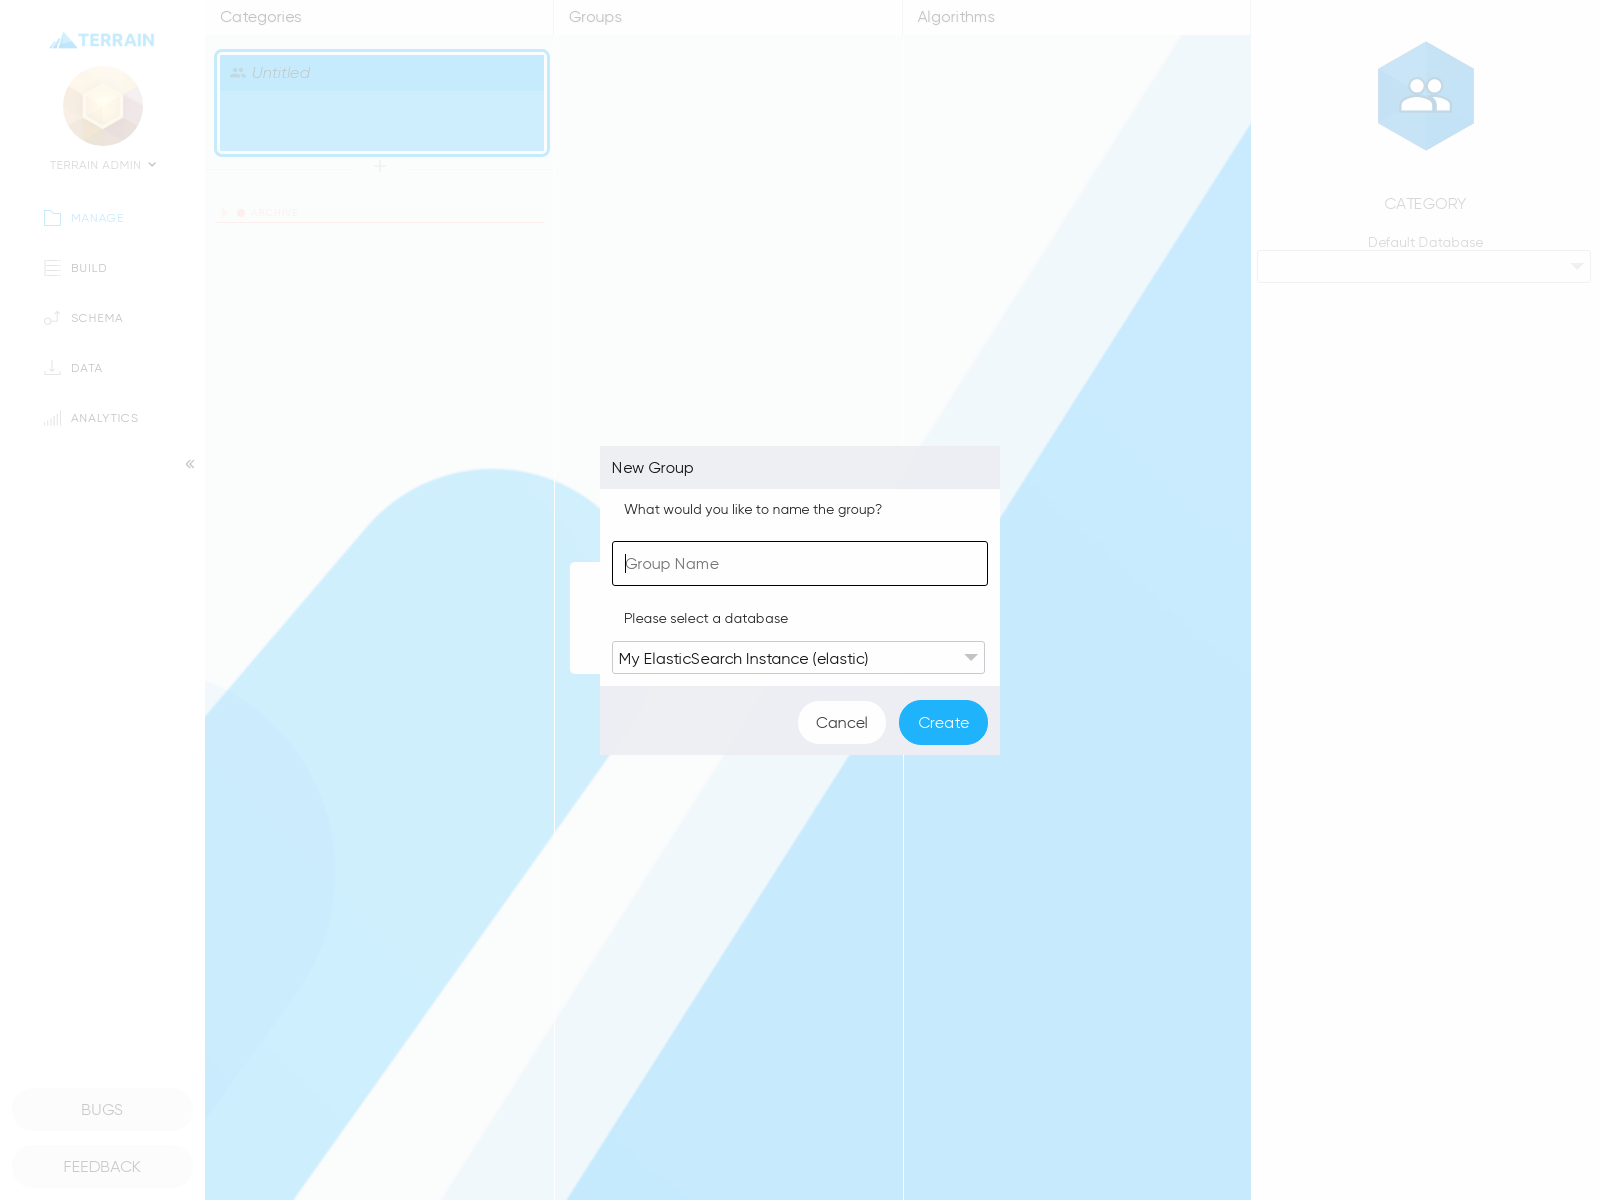 TERRAIN
TERRAIN ADMIN
MANAGE
BUILD
SCHEMA
DATA
ANALYTICS
BUGS
FEEDBACK
Categories
Groups
Algorithms
Untitled
ARCHIVE
New Group
What would you like to name the group?
Group Name
Please select a database
My ElasticSearch Instance (elastic)
Cancel
Create
CATEGORY
Default Database